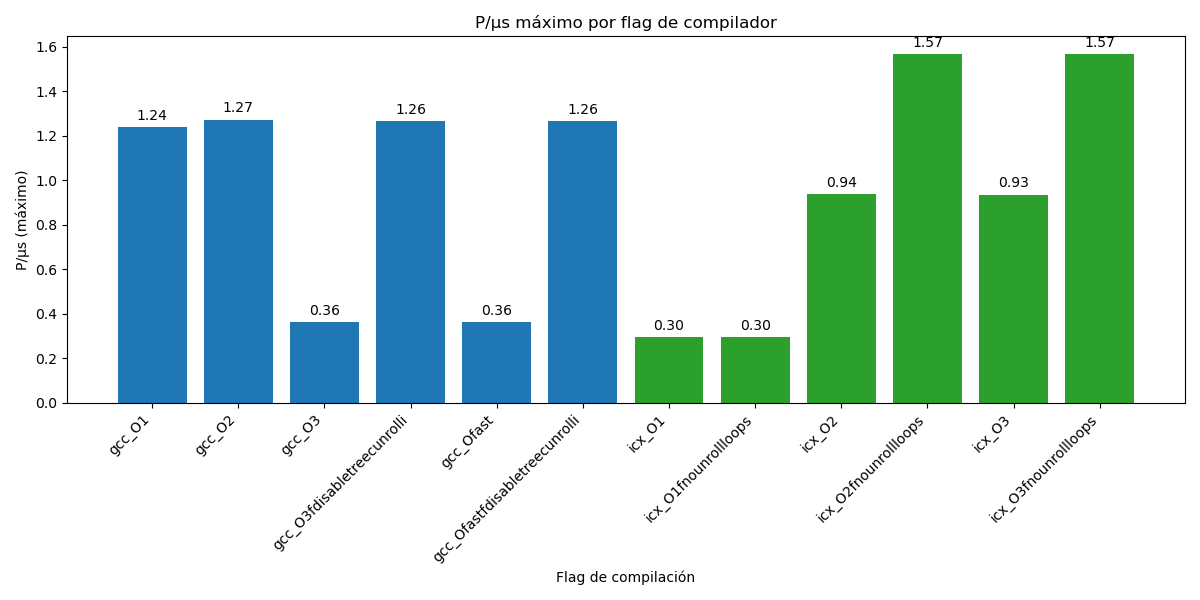 P/µs máximo por flag de compilador
P/µs (máximo)
1.6
1.4
1.2
1.0
0.8
0.6
0.4
0.2
0.0
1.24
1.27
0.36
1.26
0.36
1.26
0.30
0.30
0.94
1.57
0.93
1.57
gcc_O1
gcc_O2
gcc_O3
gcc_O3fdisabletreecunrolli
gcc_Ofast
gcc_Ofastfdisabletreecunrolli
icx_O1
icx_O1fnounrollloops
icx_O2
icx_O2fnounrollloops
icx_O3
icx_O3fnounrollloops
Flag de compilación